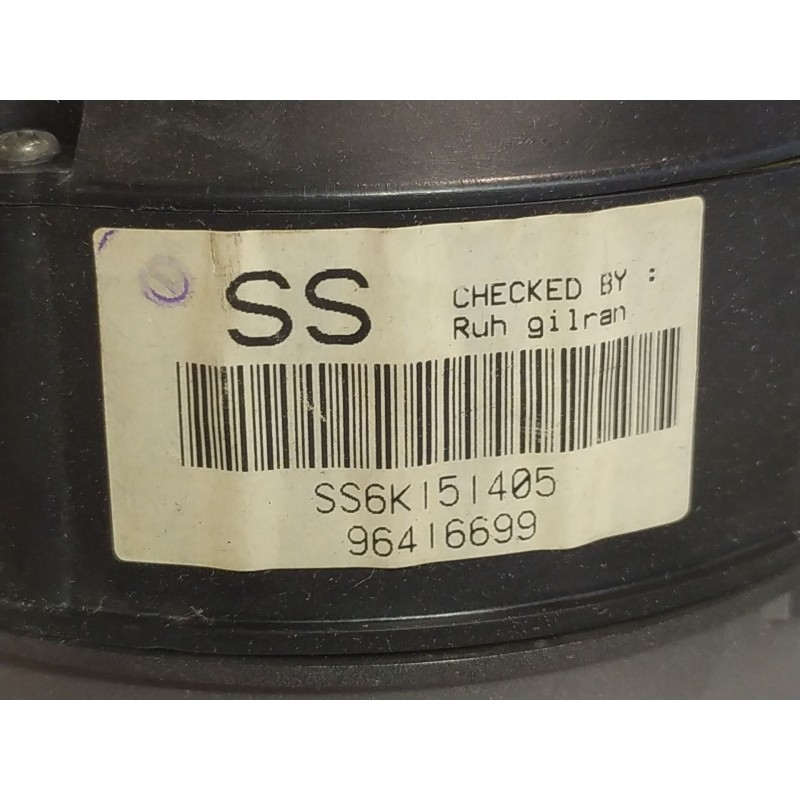 SS
CHECKED BY :
Ruh gilran
SS6K151405
96416699